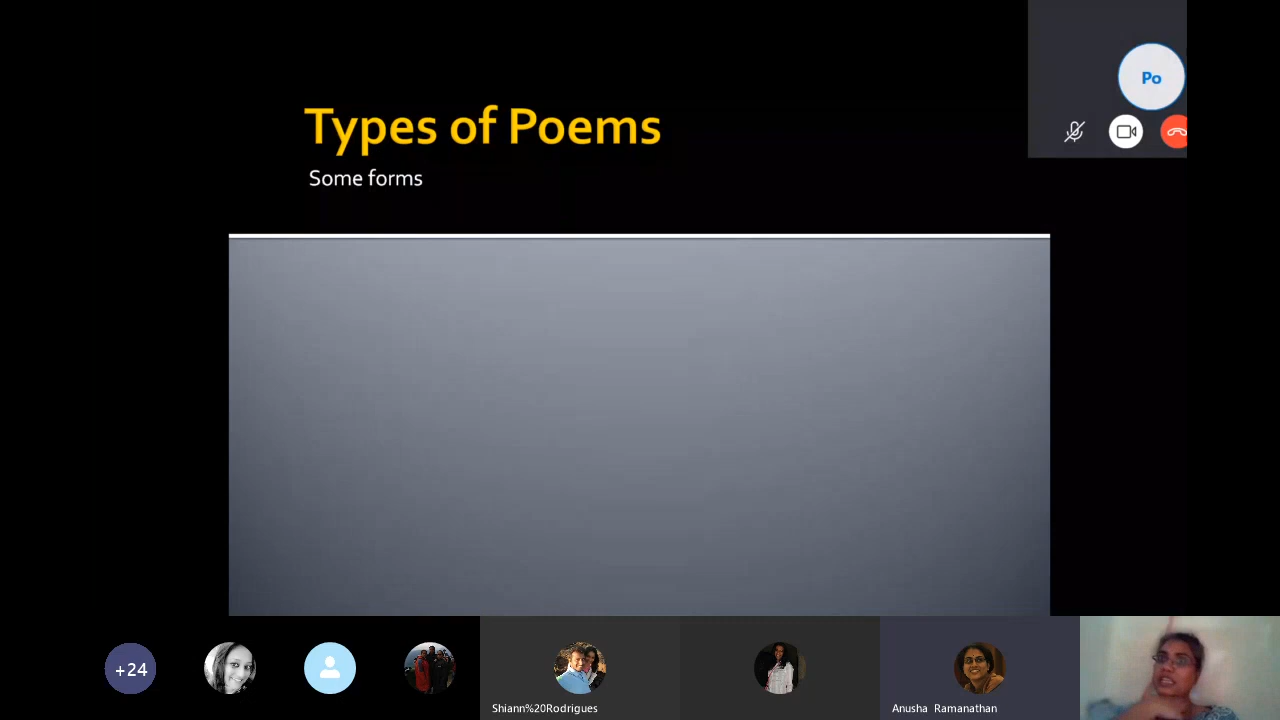 Po
Types of Poems
Some forms
+24
Shiann%20Rodrigues
Anusha Ramanathan